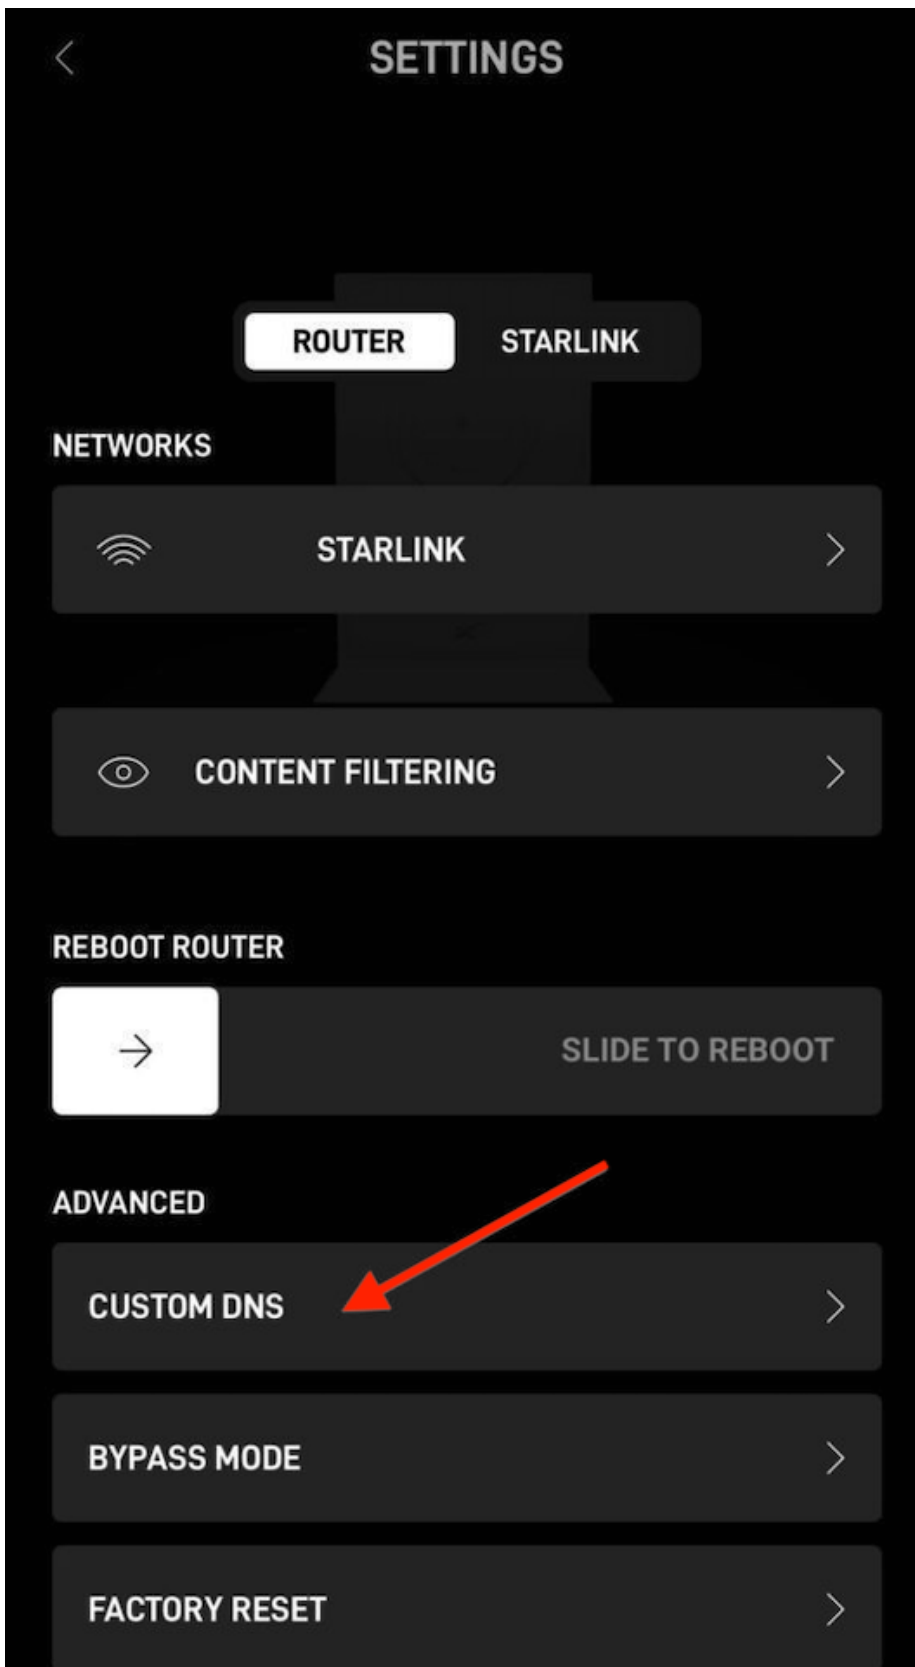 SETTINGS
ROUTER STARLINK
NETWORKS
STARLINK
CONTENT FILTERING
REBOOT ROUTER
SLIDE TO REBOOT
ADVANCED
CUSTOM DNS
BYPASS MODE
FACTORY RESET